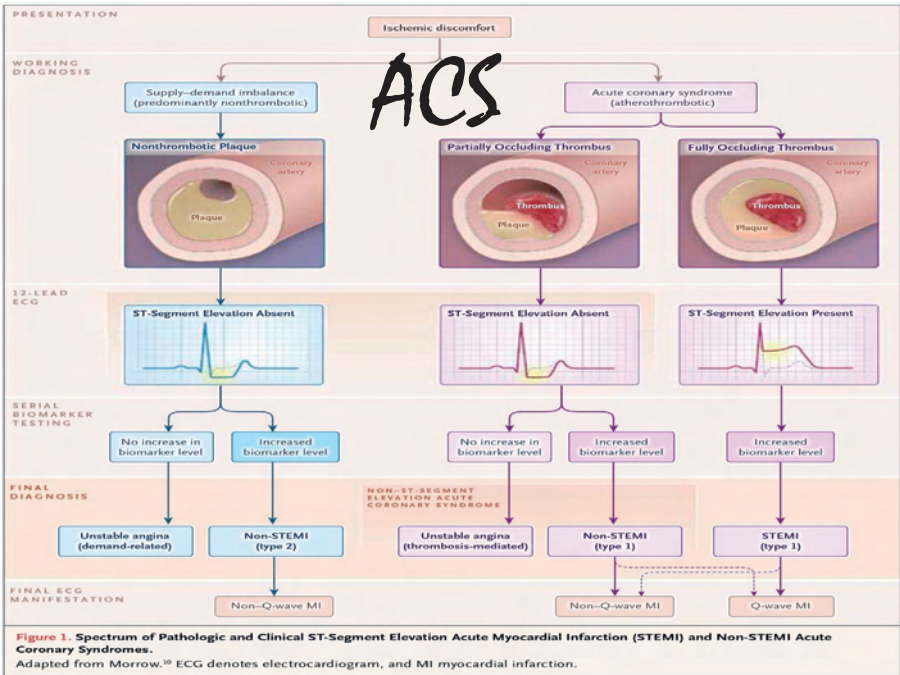 PRESENTATION
Ischemic discomfort
ACS
WORKING
DIAGNOSIS
Supply–demand imbalance
(predominantly nonthrombotic)
Acute coronary syndrome
(atherothrombotic)
Nonthrombotic Plaque
Coronary
artery
Plaque
Partially Occluding Thrombus
Coronary
artery
Thrombus
Plaque
Fully Occluding Thrombus
Coronary
artery
Thrombus
Plaque
12-LEAD
ECG
ST-Segment Elevation Absent
ST-Segment Elevation Absent
ST-Segment Elevation Present
SERIAL
BIOMARKER
TESTING
No increase in
biomarker level
Increased
biomarker level
No increase in
biomarker level
Increased
biomarker level
Increased
biomarker level
FINAL
DIAGNOSIS
NON–ST-SEGMENT
ELEVATION ACUTE
CORONARY SYNDROME
Unstable angina
(demand-related)
Non-STEMI
(type 2)
Unstable angina
(thrombosis-mediated)
Non-STEMI
(type 1)
STEMI
(type 1)
FINAL ECG
MANIFESTATION
Non–Q-wave MI
Non–Q-wave MI
Q-wave MI
Figure 1. Spectrum of Pathologic and Clinical ST-Segment Elevation Acute Myocardial Infarction (STEMI) and Non-STEMI Acute
Coronary Syndromes.
Adapted from Morrow.¹⁰ ECG denotes electrocardiogram, and MI myocardial infarction.